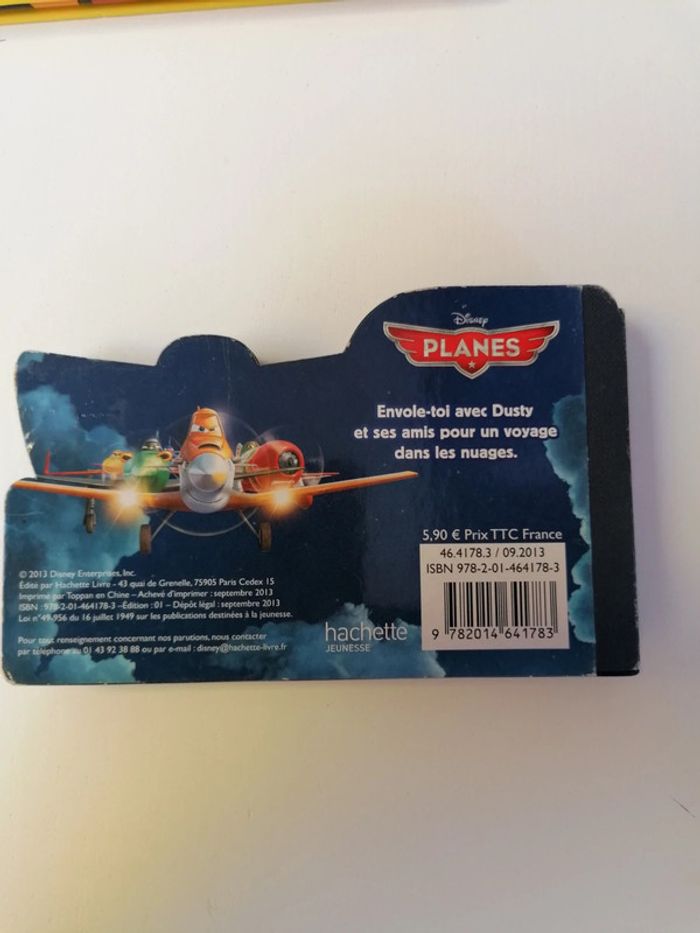 Disney
PLANES
Envole-toi avec Dusty
et ses amis pour un voyage
dans les nuages.
5,90 € Prix TTC France
46.4178.3 / 09.2013
ISBN 978-2-01-464178-3
9 782014 641783
© 2013 Disney Enterprises, Inc.
Édité par Hachette Livre - 43 quai de Grenelle, 75905 Paris Cedex 15
Imprimé par Toppan en Chine - Achevé d'imprimer : septembre 2013
ISBN : 978-2-01-464178-3 - Édition : 01 - Dépôt légal : septembre 2013
Loi n°49-956 du 16 juillet 1949 sur les publications destinées à la jeunesse.
Pour tout renseignement concernant nos parutions, nous contacter
par téléphone au 01 43 92 38 88 ou par e-mail : disney@hachette-livre.fr
hachette
JEUNESSE